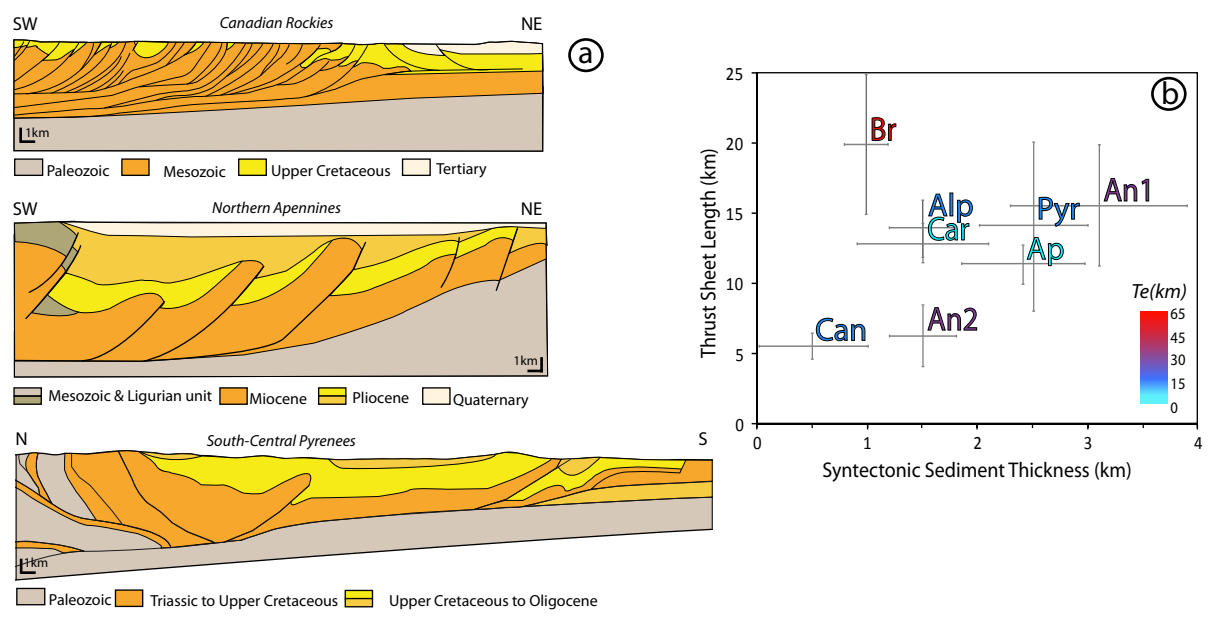 SW Canadian Rockies NE
a
1km
Paleozoic Mesozoic Upper Cretaceous Tertiary
SW Northern Apennines NE
1km
Mesozoic & Ligurian unit Miocene Pliocene Quaternary
N South-Central Pyrenees S
1km
Paleozoic Triassic to Upper Cretaceous Upper Cretaceous to Oligocene
b
Thrust Sheet Length (km)
25
20
15
10
5
0
Br
An1
Alp
Pyr
Car
Ap
An2
Can
Te(km)
65
45
30
15
0
0 1 2 3 4
Syntectonic Sediment Thickness (km)